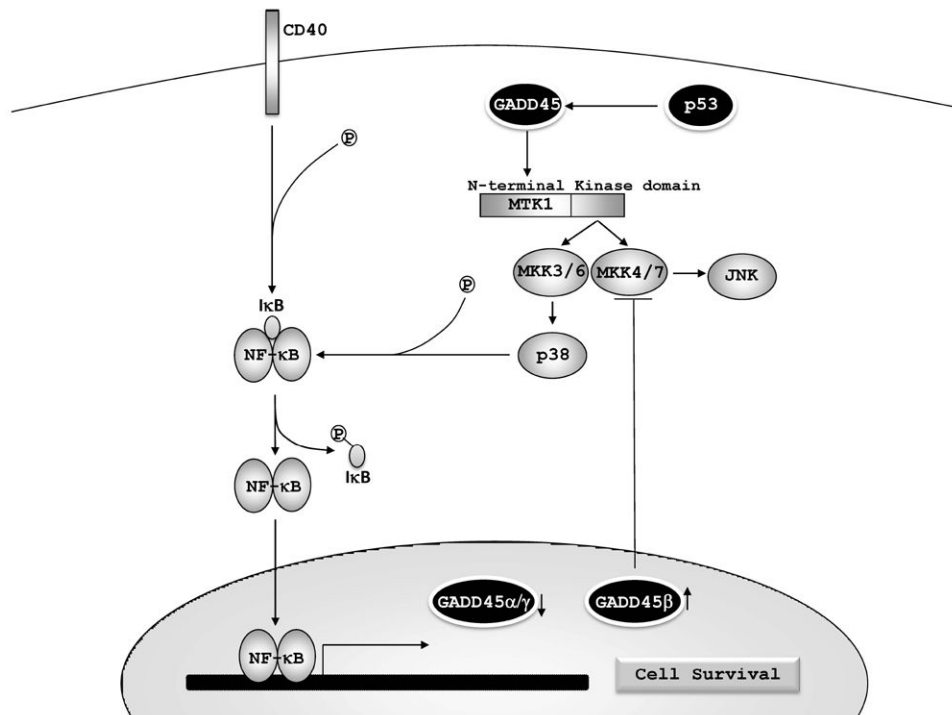 CD40
GADD45
p53
P
N-terminal Kinase domain
MTK1
MKK3/6
MKK4/7
JNK
P
IκB
NF-κB
p38
P
IκB
NF-κB
GADD45α/γ
GADD45β
NF-κB
Cell Survival